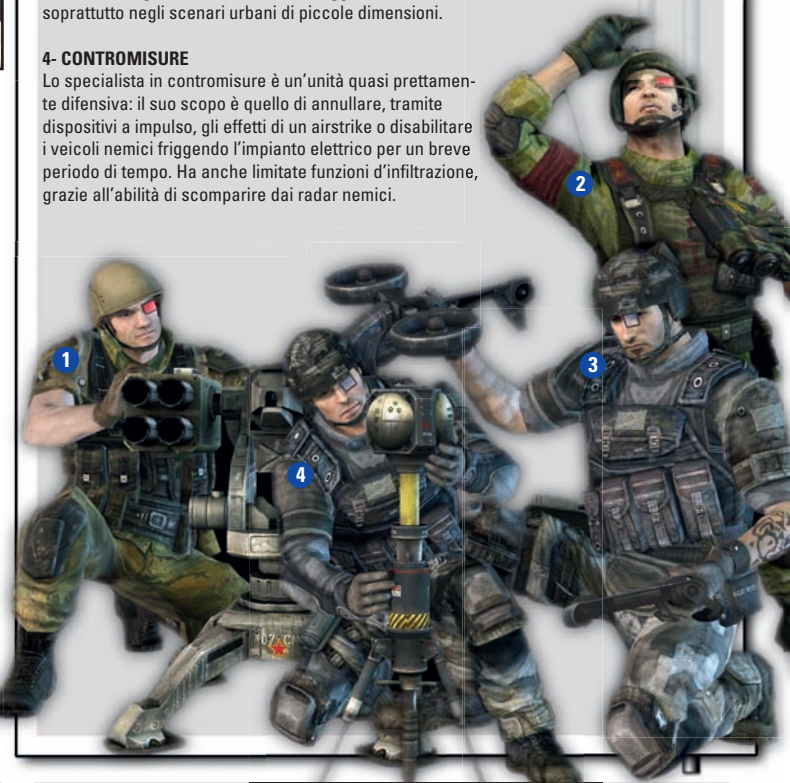 soprattutto negli scenari urbani di piccole dimensioni.
4- CONTROMISURE
Lo specialista in contromisure è un'unità quasi prettamen-
te difensiva: il suo scopo è quello di annullare, tramite
dispositivi a impulso, gli effetti di un airstrike o disabilitare
i veicoli nemici friggendo l'impianto elettrico per un breve
periodo di tempo. Ha anche limitate funzioni d'infiltrazione,
grazie all'abilità di scomparire dai radar nemici.
2
1
3
4